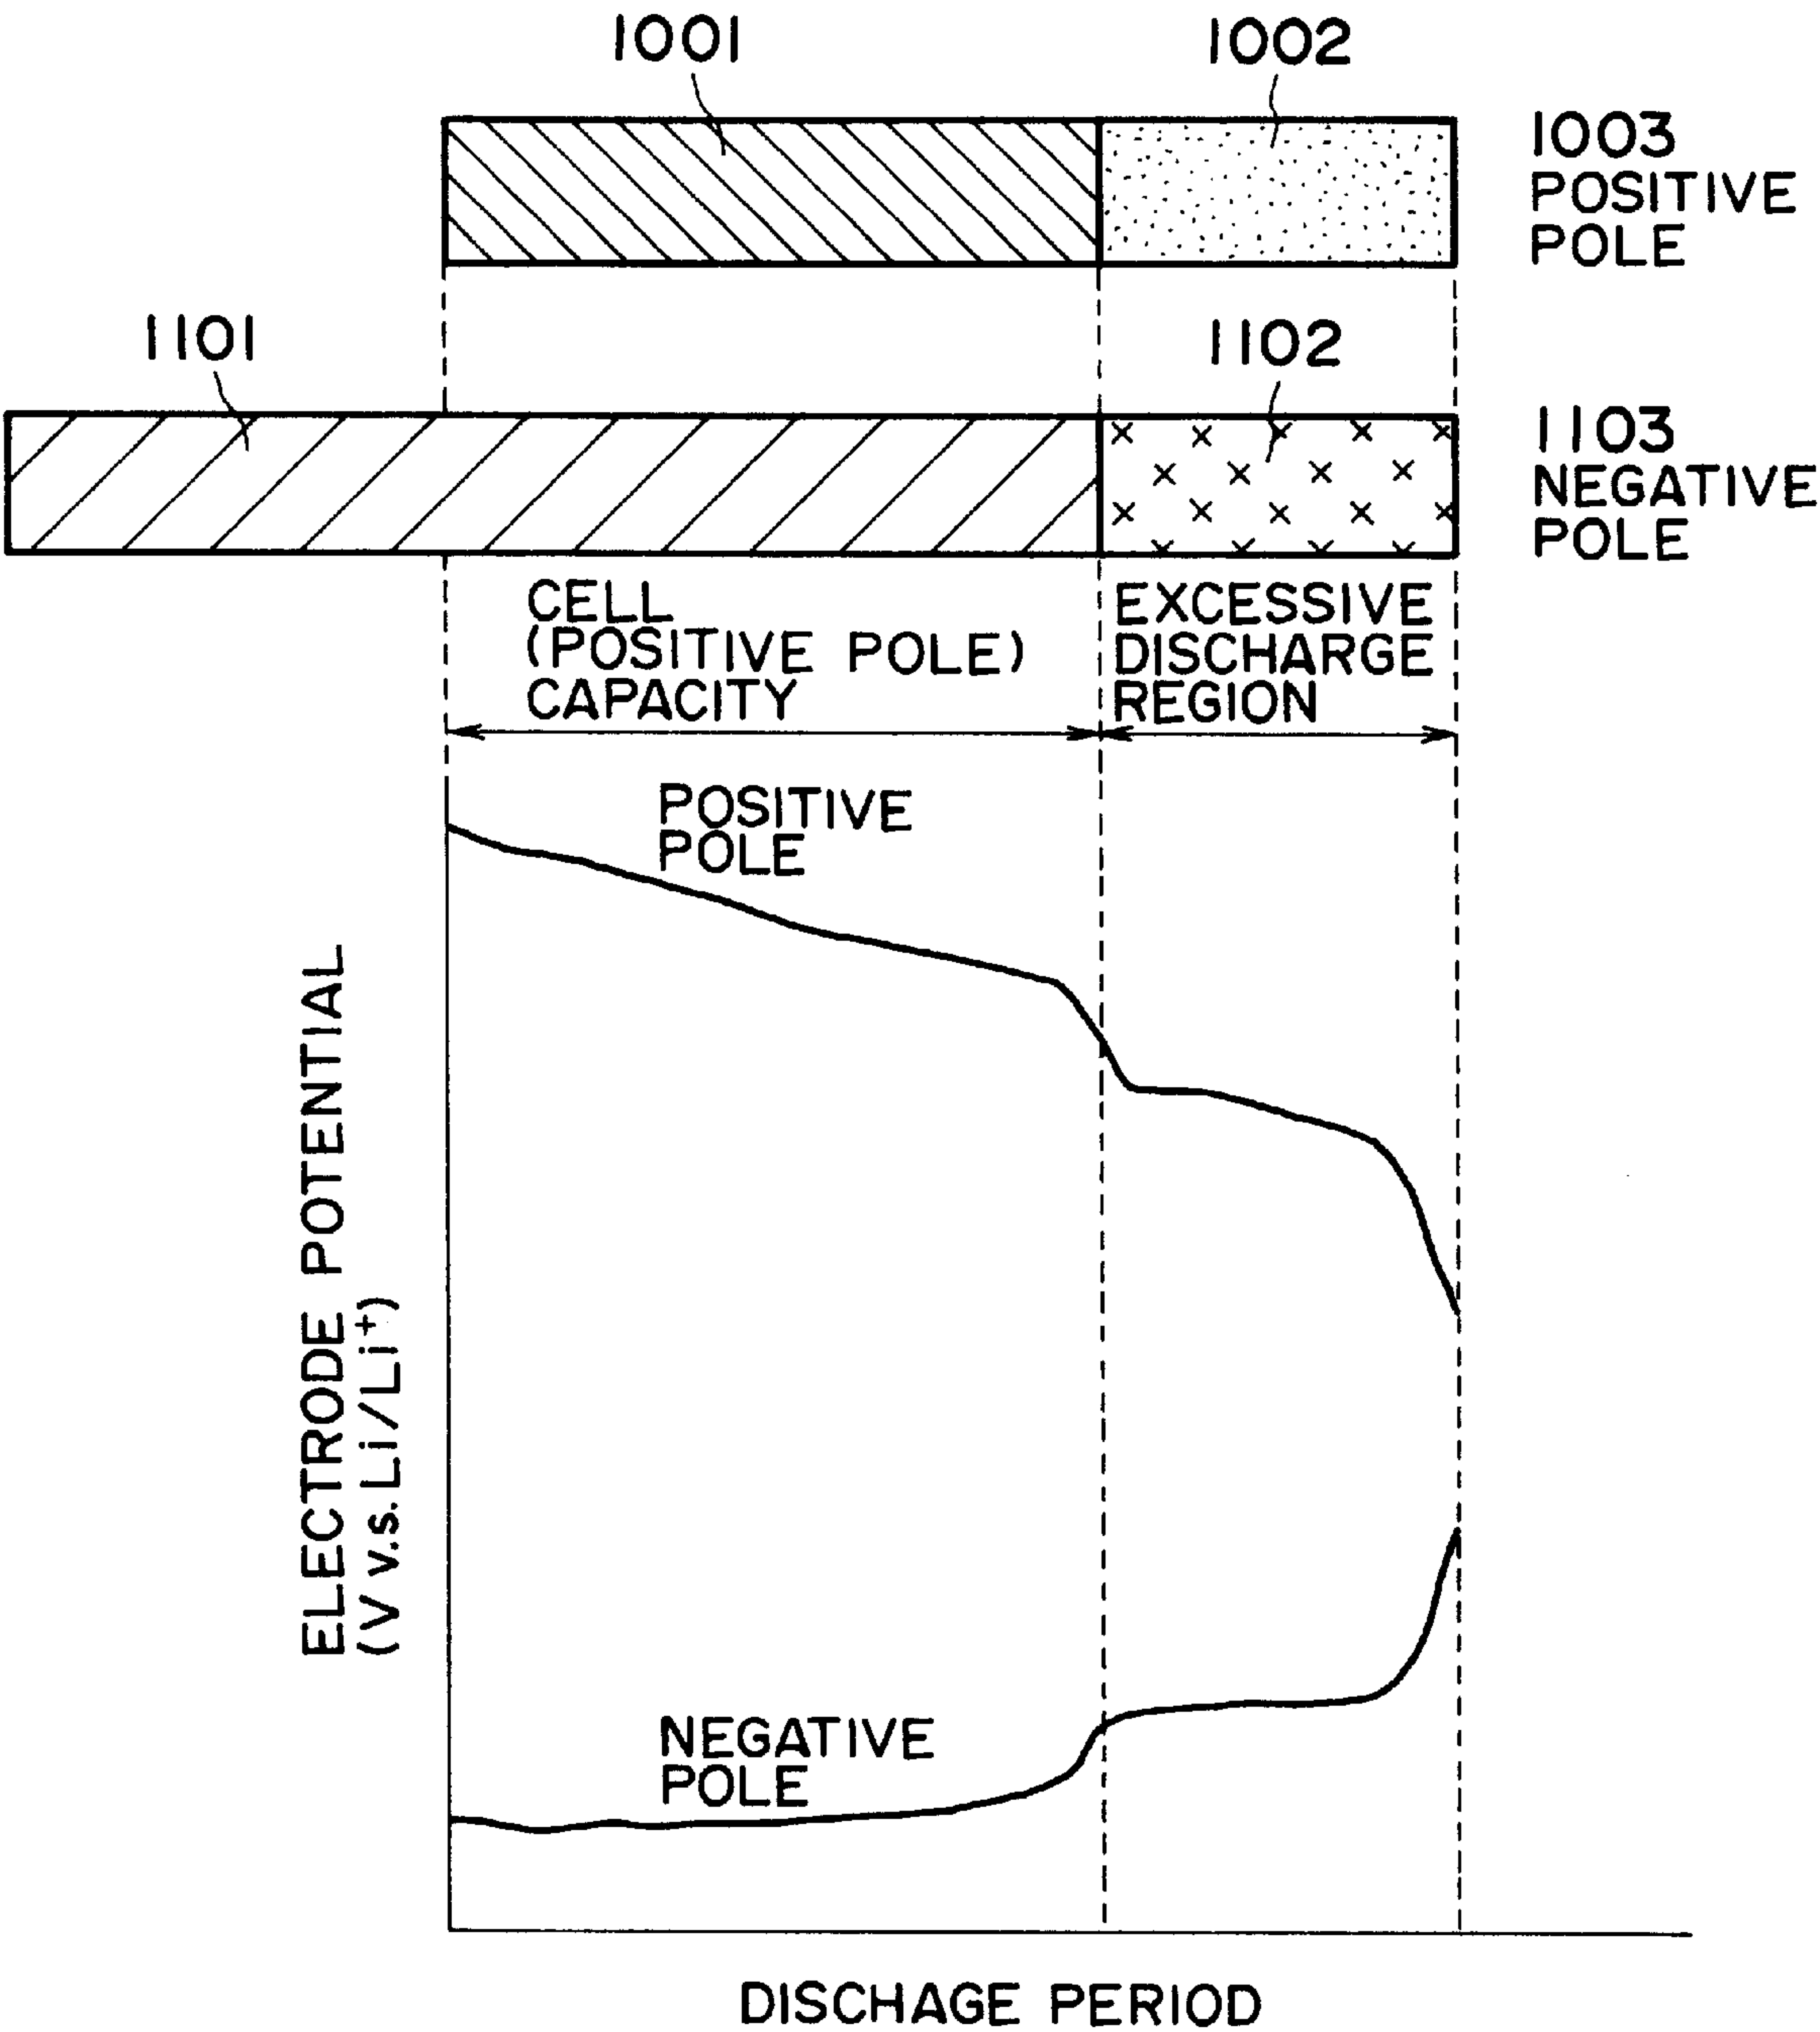 1001
1002
1003
POSITIVE
POLE
1101
1102
1103
NEGATIVE
POLE
CELL
(POSITIVE POLE)
CAPACITY
EXCESSIVE
DISCHARGE
REGION
POSITIVE
POLE
ELECTRODE POTENTIAL
(V v.s. Li/Li⁺)
NEGATIVE
POLE
DISCHAGE PERIOD